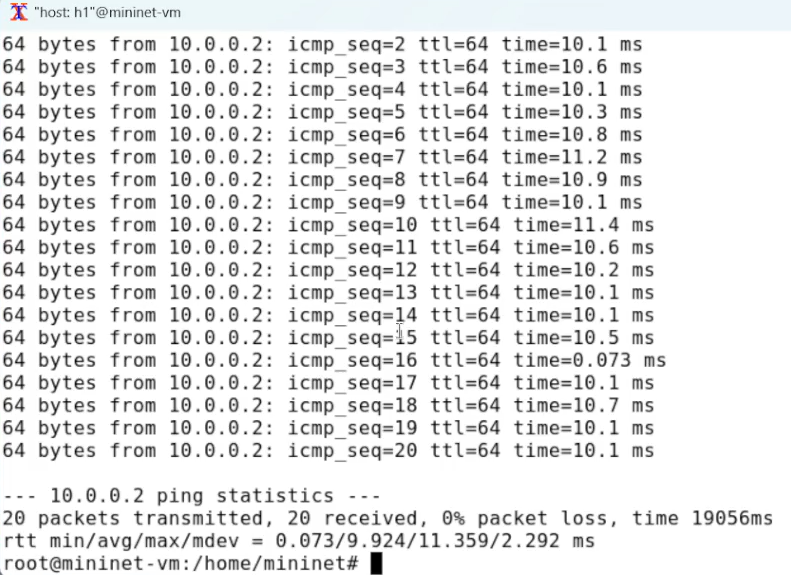 "host: h1"@mininet-vm
64 bytes from 10.0.0.2: icmp_seq=2 ttl=64 time=10.1 ms
64 bytes from 10.0.0.2: icmp_seq=3 ttl=64 time=10.6 ms
64 bytes from 10.0.0.2: icmp_seq=4 ttl=64 time=10.1 ms
64 bytes from 10.0.0.2: icmp_seq=5 ttl=64 time=10.3 ms
64 bytes from 10.0.0.2: icmp_seq=6 ttl=64 time=10.8 ms
64 bytes from 10.0.0.2: icmp_seq=7 ttl=64 time=11.2 ms
64 bytes from 10.0.0.2: icmp_seq=8 ttl=64 time=10.9 ms
64 bytes from 10.0.0.2: icmp_seq=9 ttl=64 time=10.1 ms
64 bytes from 10.0.0.2: icmp_seq=10 ttl=64 time=11.4 ms
64 bytes from 10.0.0.2: icmp_seq=11 ttl=64 time=10.6 ms
64 bytes from 10.0.0.2: icmp_seq=12 ttl=64 time=10.2 ms
64 bytes from 10.0.0.2: icmp_seq=13 ttl=64 time=10.1 ms
64 bytes from 10.0.0.2: icmp_seq=14 ttl=64 time=10.1 ms
64 bytes from 10.0.0.2: icmp_seq=15 ttl=64 time=10.5 ms
64 bytes from 10.0.0.2: icmp_seq=16 ttl=64 time=0.073 ms
64 bytes from 10.0.0.2: icmp_seq=17 ttl=64 time=10.1 ms
64 bytes from 10.0.0.2: icmp_seq=18 ttl=64 time=10.7 ms
64 bytes from 10.0.0.2: icmp_seq=19 ttl=64 time=10.1 ms
64 bytes from 10.0.0.2: icmp_seq=20 ttl=64 time=10.1 ms
--- 10.0.0.2 ping statistics ---
20 packets transmitted, 20 received, 0% packet loss, time 19056ms
rtt min/avg/max/mdev = 0.073/9.924/11.359/2.292 ms
root@mininet-vm:/home/mininet#